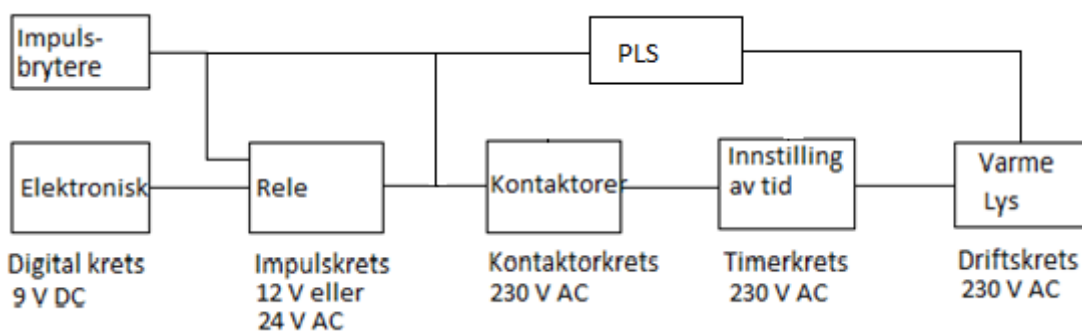 Impuls-
brytere
PLS
Elektronisk
Rele
Kontaktorer
Innstilling
av tid
Varme
Lys
Digital krets
9 V DC
Impulskrets
12 V eller
24 V AC
Kontaktorkrets
230 V AC
Timerkrets
230 V AC
Driftskrets
230 V AC